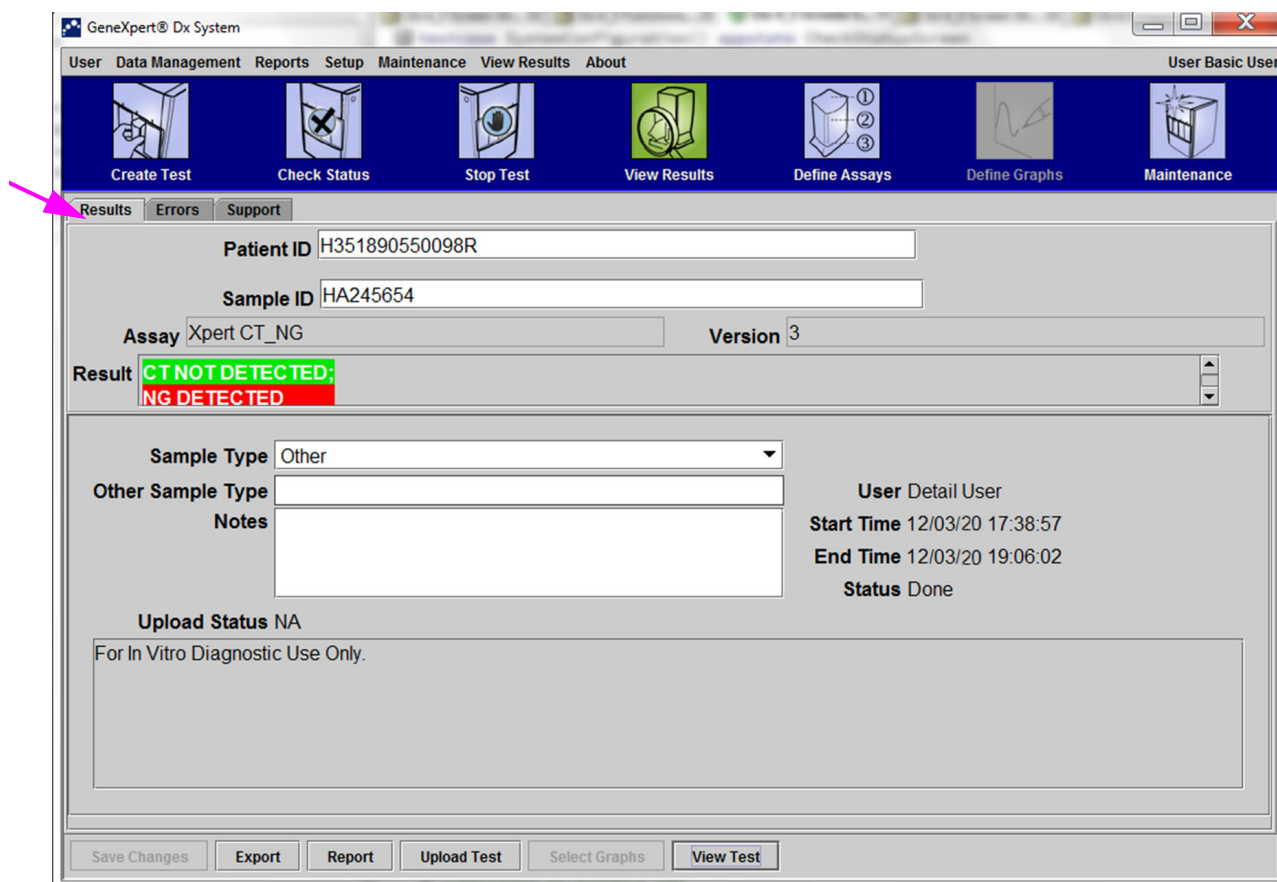 GeneXpert® Dx System
User Data Management Reports Setup Maintenance View Results About User Basic User
① ② ③
Create Test Check Status Stop Test View Results Define Assays Define Graphs Maintenance
Results Errors Support
Patient ID H351890550098R
Sample ID HA245654
Assay Xpert CT_NG Version 3
Result CT NOT DETECTED;
NG DETECTED
Sample Type Other
Other Sample Type User Detail User
Notes Start Time 12/03/20 17:38:57
End Time 12/03/20 19:06:02
Status Done
Upload Status NA
For In Vitro Diagnostic Use Only.
Save Changes Export Report Upload Test Select Graphs View Test